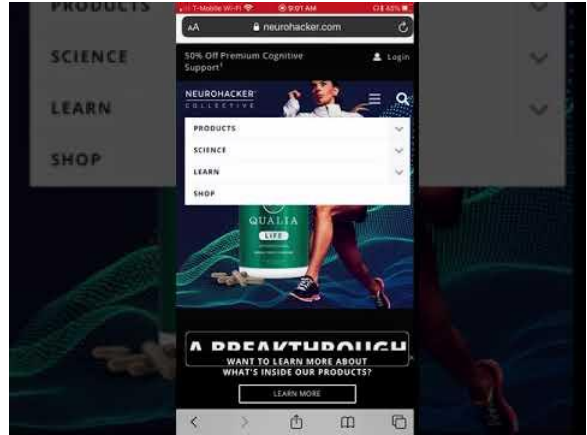 T-Mobile Wi-Fi 9:01 AM 45%
AA neurohacker.com
50% Off Premium Cognitive
Support¹
Login
NEUROHACKER
COLLECTIVE
PRODUCTS
SCIENCE
LEARN
SHOP
QUALIA
LIFE
A BREAKTHROUGH
WANT TO LEARN MORE ABOUT
WHAT'S INSIDE OUR PRODUCTS?
LEARN MORE
PRODUCTS
SCIENCE
LEARN
SHOP